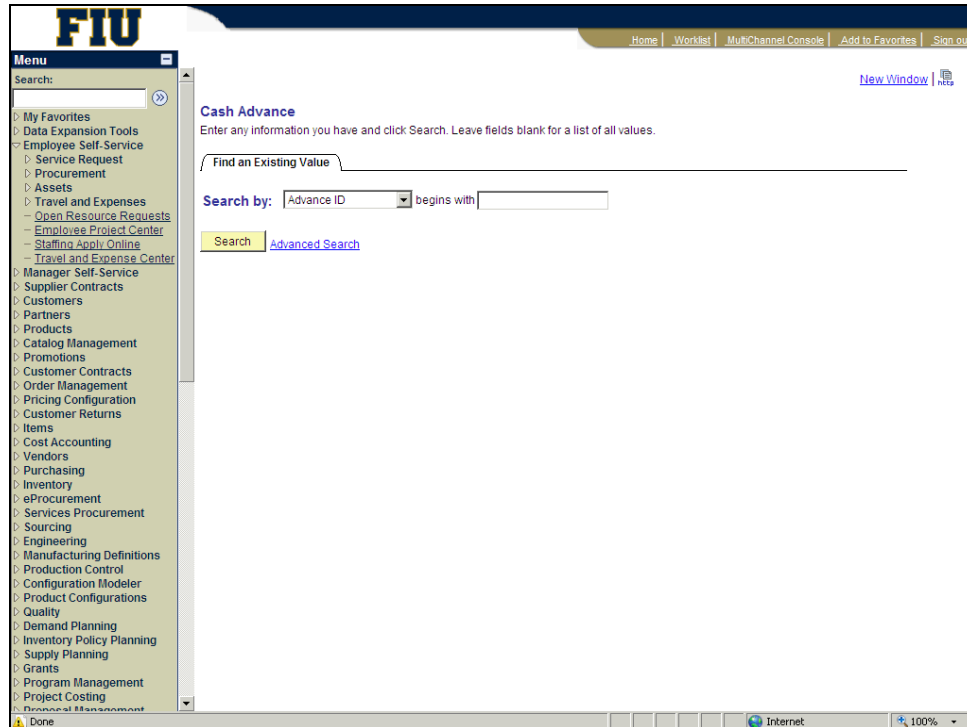 FIU
Home | Worklist | MultiChannel Console | Add to Favorites | Sign ou
Menu
Search:
New Window | http
My Favorites
Data Expansion Tools
Employee Self-Service
Service Request
Procurement
Assets
Travel and Expenses
Open Resource Requests
Employee Project Center
Staffing Apply Online
Travel and Expense Center
Manager Self-Service
Supplier Contracts
Customers
Partners
Products
Catalog Management
Promotions
Customer Contracts
Order Management
Pricing Configuration
Customer Returns
Items
Cost Accounting
Vendors
Purchasing
Inventory
eProcurement
Services Procurement
Sourcing
Engineering
Manufacturing Definitions
Production Control
Configuration Modeler
Product Configurations
Quality
Demand Planning
Inventory Policy Planning
Supply Planning
Grants
Program Management
Project Costing
Proposal Management
Cash Advance
Enter any information you have and click Search. Leave fields blank for a list of all values.
Find an Existing Value
Search by: Advance ID begins with
Search Advanced Search
Done Internet 100%